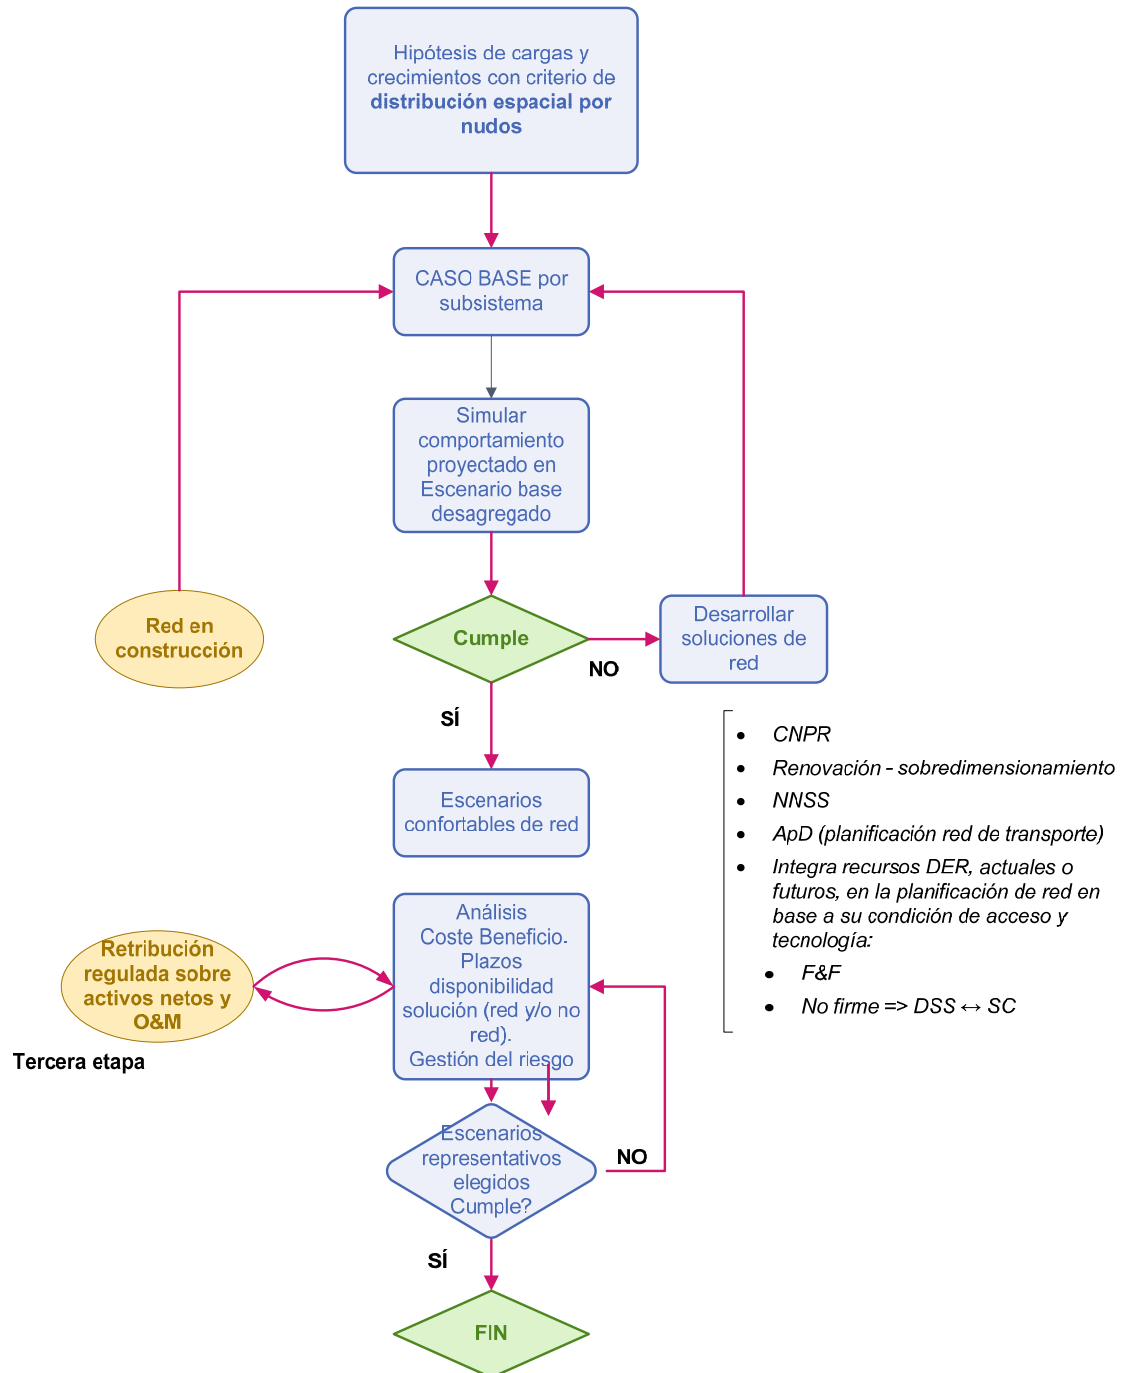 Hipótesis de cargas y
crecimientos con criterio de
distribución espacial por
nudos
CASO BASE por
subsistema
Simular
comportamiento
proyectado en
Escenario base
desagregado
Red en
construcción
Cumple
NO
Desarrollar
soluciones de
red
SÍ
• CNPR
• Renovación - sobredimensionamiento
• NNSS
• ApD (planificación red de transporte)
• Integra recursos DER, actuales o
futuros, en la planificación de red en
base a su condición de acceso y
tecnología:
• F&F
• No firme => DSS ↔ SC
Escenarios
confortables de red
Análisis
Coste Beneficio-
Plazos
disponibilidad
solución (red y/o no
red).
Gestión del riesgo
Retribución
regulada sobre
activos netos y
O&M
Tercera etapa
Escenarios
representativos
elegidos
Cumple?
NO
SÍ
FIN